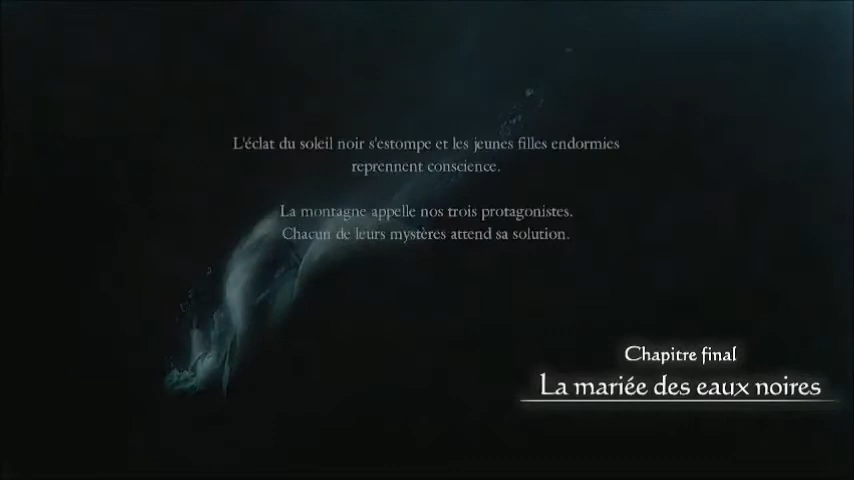 L'éclat du soleil noir s'estompe et les jeunes filles endormies
reprennent conscience.
La montagne appelle nos trois protagonistes.
Chacun de leurs mystères attend sa solution.
Chapitre final
La mariée des eaux noires